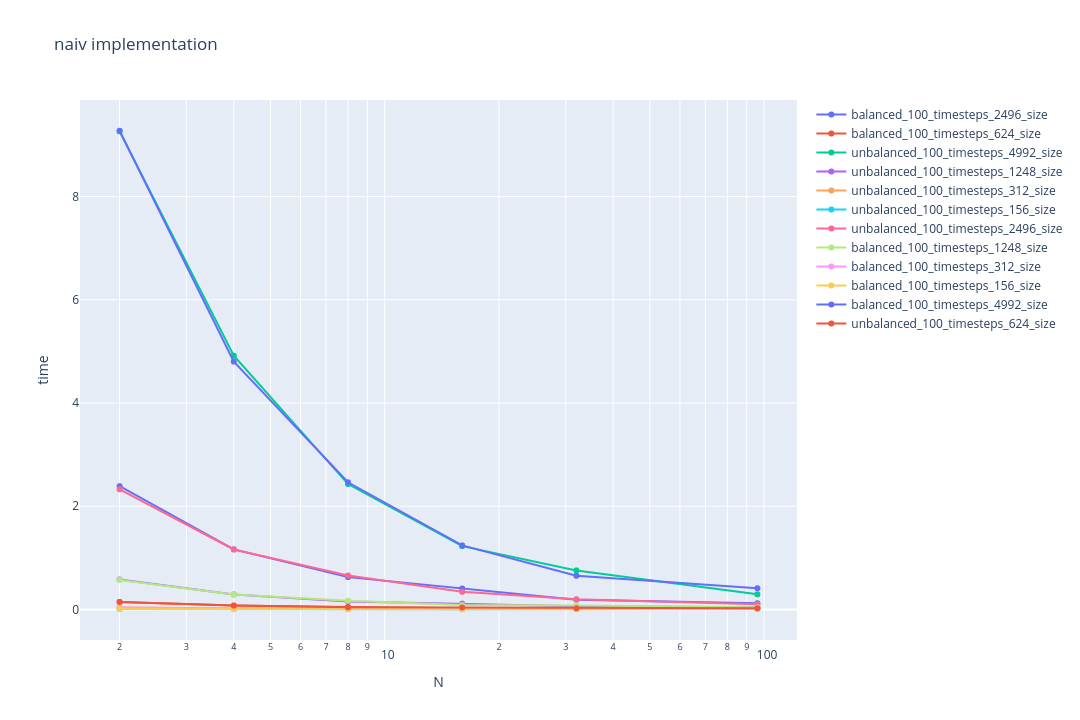 naiv implementation
balanced_100_timesteps_2496_size
balanced_100_timesteps_624_size
unbalanced_100_timesteps_4992_size
unbalanced_100_timesteps_1248_size
unbalanced_100_timesteps_312_size
unbalanced_100_timesteps_156_size
unbalanced_100_timesteps_2496_size
balanced_100_timesteps_1248_size
balanced_100_timesteps_312_size
balanced_100_timesteps_156_size
balanced_100_timesteps_4992_size
unbalanced_100_timesteps_624_size
8
6
4
2
0
time
2 3 4 5 6 7 8 9 10 2 3 4 5 6 7 8 9 100
N